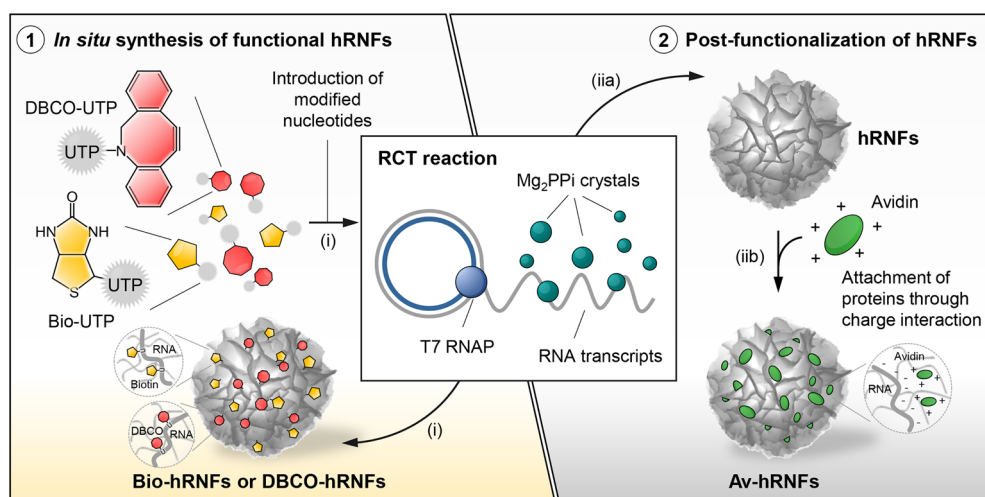 1 In situ synthesis of functional hRNFs
DBCO-UTP
UTP
N
O
HN
NH
S
UTP
Bio-UTP
Introduction of
modified
nucleotides
(i)
RCT reaction
Mg₂PPi crystals
T7 RNAP
RNA transcripts
(i)
RNA
Biotin
DBCO
RNA
Bio-hRNFs or DBCO-hRNFs
2 Post-functionalization of hRNFs
(iia)
hRNFs
Avidin
+ + + +
(iib)
Attachment of
proteins through
charge interaction
Avidin
RNA
- - - - - + + + + +
Av-hRNFs